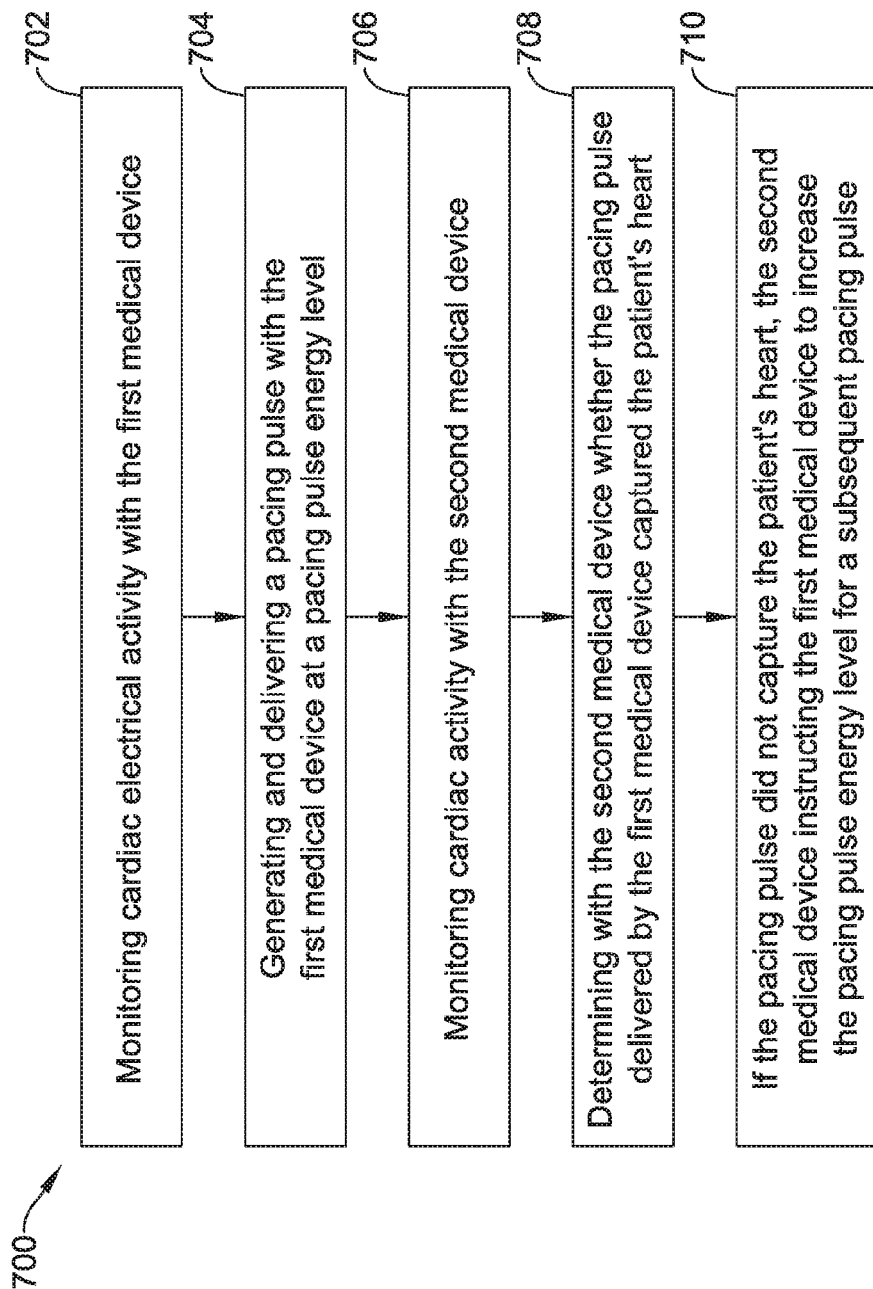 700
702
Monitoring cardiac electrical activity with the first medical device
704
Generating and delivering a pacing pulse with the
first medical device at a pacing pulse energy level
706
Monitoring cardiac activity with the second medical device
708
Determining with the second medical device whether the pacing pulse
delivered by the first medical device captured the patient's heart
710
If the pacing pulse did not capture the patient's heart, the second
medical device instructing the first medical device to increase
the pacing pulse energy level for a subsequent pacing pulse